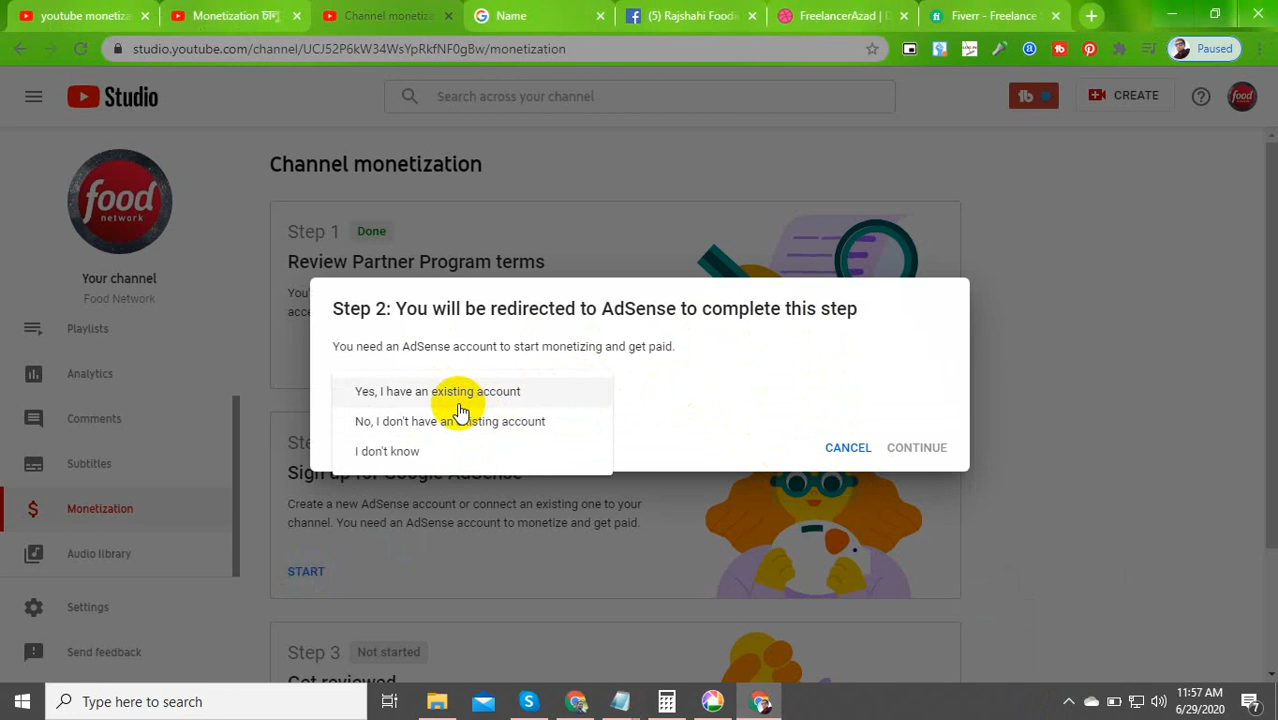 youtube monetiza
Monetization
Channel monetiza
Name
(5) Rajshahi Foodi
FreelancerAzad | D
Fiverr - Freelance
studio.youtube.com/channel/UCJ52P6kW34WsYpRkfNF0gBw/monetization
Paused
Studio
Search across your channel
CREATE
food
food
network
Your channel
Food Network
Playlists
Analytics
Comments
Subtitles
Monetization
Audio library
Settings
Send feedback
Channel monetization
Step 1 Done
Review Partner Program terms
Step 2: You will be redirected to AdSense to complete this step
You need an AdSense account to start monetizing and get paid.
Yes, I have an existing account
No, I don't have an existing account
I don't know
CANCEL CONTINUE
Sign up for Google AdSense
Create a new AdSense account or connect an existing one to your
channel. You need an AdSense account to monetize and get paid.
START
Step 3 Not started
Get reviewed
Type here to search
11:57 AM
6/29/2020
7